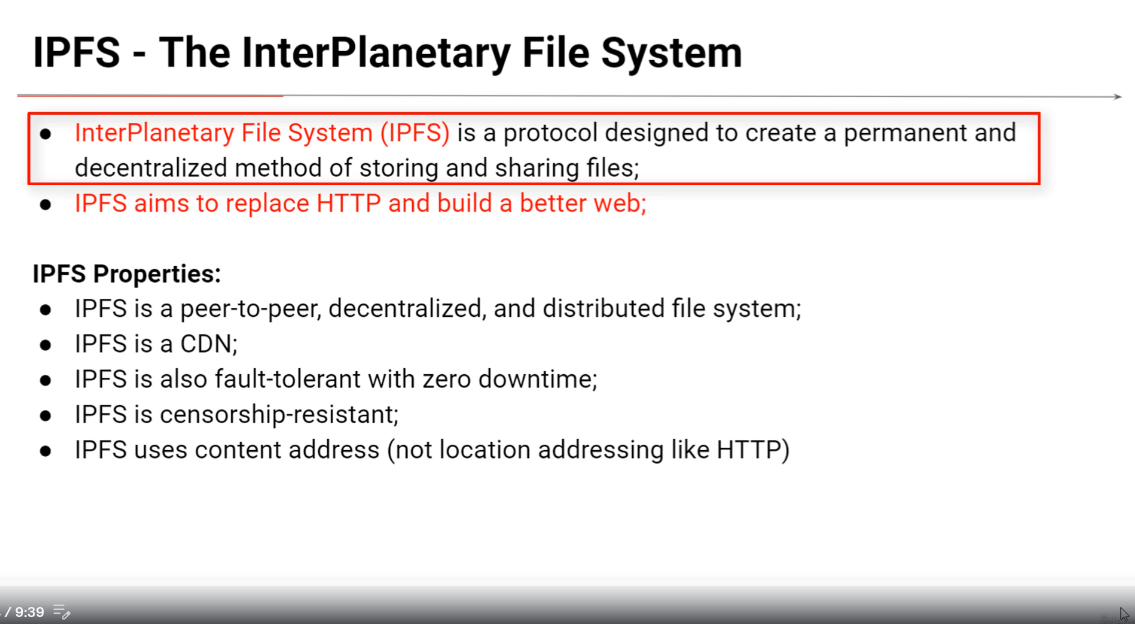 IPFS - The InterPlanetary File System
● InterPlanetary File System (IPFS) is a protocol designed to create a permanent and
decentralized method of storing and sharing files;
● IPFS aims to replace HTTP and build a better web;
IPFS Properties:
● IPFS is a peer-to-peer, decentralized, and distributed file system;
● IPFS is a CDN;
● IPFS is also fault-tolerant with zero downtime;
● IPFS is censorship-resistant;
● IPFS uses content address (not location addressing like HTTP)
/ 9:39